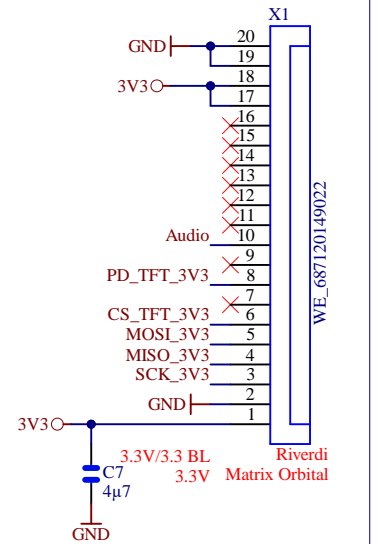 X1
GND 20
19
3V3 18
17
16
15
14
13
12
11
Audio 10
9
PD_TFT_3V3 8
7
CS_TFT_3V3 6
MOSI_3V3 5
MISO_3V3 4
SCK_3V3 3
GND 2
3V3 1
WE_687120149022
3.3V/3.3 BL Riverdi
3.3V Matrix Orbital
C7
4µ7
GND